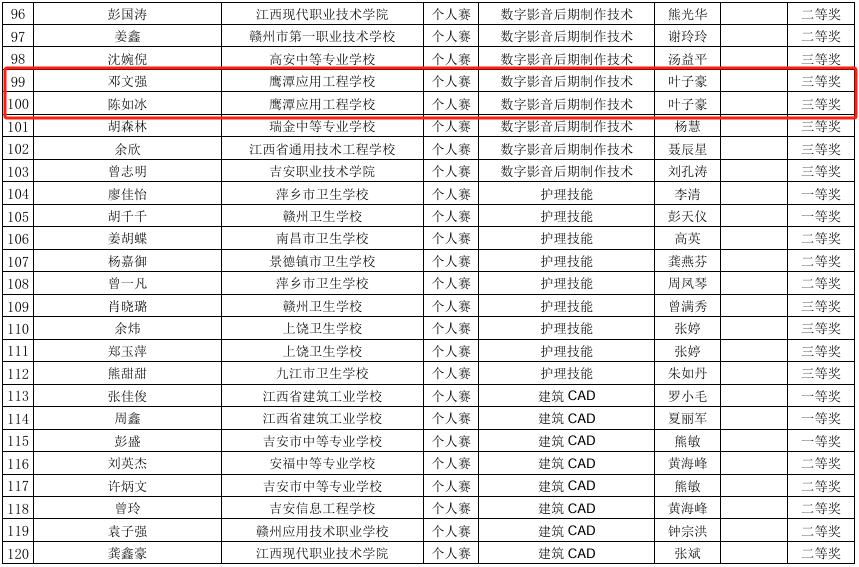 96 彭国涛 江西现代职业技术学院 个人赛 数字影音后期制作技术 熊光华 二等奖
97 姜鑫 赣州市第一职业技术学校 个人赛 数字影音后期制作技术 谢玲玲 二等奖
98 沈婉倪 高安中等专业学校 个人赛 数字影音后期制作技术 汤益平 三等奖
99 邓文强 鹰潭应用工程学校 个人赛 数字影音后期制作技术 叶子豪 三等奖
100 陈如冰 鹰潭应用工程学校 个人赛 数字影音后期制作技术 叶子豪 三等奖
101 胡森林 瑞金中等专业学校 个人赛 数字影音后期制作技术 杨慧 三等奖
102 余欣 江西省通用技术工程学校 个人赛 数字影音后期制作技术 聂辰星 三等奖
103 曾志明 吉安职业技术学院 个人赛 数字影音后期制作技术 刘孔涛 三等奖
104 廖佳怡 萍乡市卫生学校 个人赛 护理技能 李清 一等奖
105 胡千千 赣州卫生学校 个人赛 护理技能 彭天仪 一等奖
106 姜胡蝶 南昌市卫生学校 个人赛 护理技能 高英 二等奖
107 杨嘉御 景德镇市卫生学校 个人赛 护理技能 龚燕芬 二等奖
108 曾一凡 萍乡市卫生学校 个人赛 护理技能 周凤琴 二等奖
109 肖晓璐 赣州卫生学校 个人赛 护理技能 曾满秀 三等奖
110 余炜 上饶卫生学校 个人赛 护理技能 张婷 三等奖
111 郑玉萍 上饶卫生学校 个人赛 护理技能 张婷 三等奖
112 熊甜甜 九江市卫生学校 个人赛 护理技能 朱如丹 三等奖
113 张佳俊 江西省建筑工业学校 个人赛 建筑 CAD 罗小毛 一等奖
114 周鑫 江西省建筑工业学校 个人赛 建筑 CAD 夏丽军 一等奖
115 彭盛 吉安市中等专业学校 个人赛 建筑 CAD 熊敏 一等奖
116 刘英杰 安福中等专业学校 个人赛 建筑 CAD 黄海峰 二等奖
117 许炳文 吉安市中等专业学校 个人赛 建筑 CAD 熊敏 二等奖
118 曾玲 吉安信息工程学校 个人赛 建筑 CAD 黄海峰 二等奖
119 袁子强 赣州应用技术职业学校 个人赛 建筑 CAD 钟宗洪 二等奖
120 龚鑫豪 江西现代职业技术学院 个人赛 建筑 CAD 张斌 二等奖